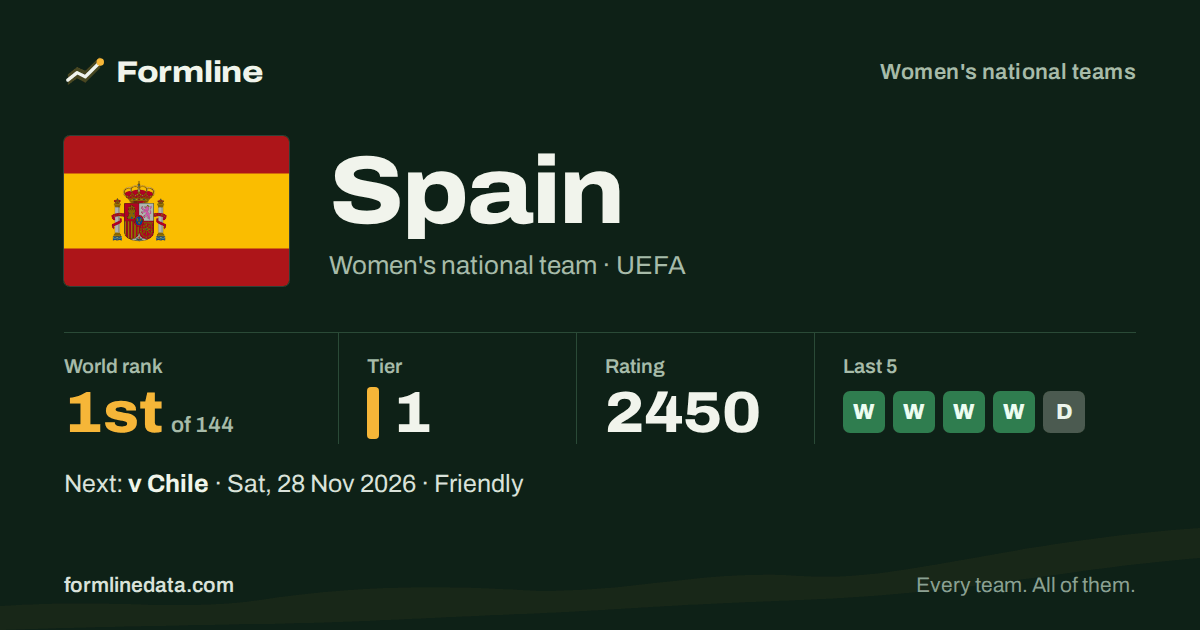 Formline
Women's national teams
Spain
Women's national team · UEFA
World rank
1st of 144
Tier
1
Rating
2450
Last 5
W W W W D
Next: v Chile · Sat, 28 Nov 2026 · Friendly
formlinedata.com
Every team. All of them.